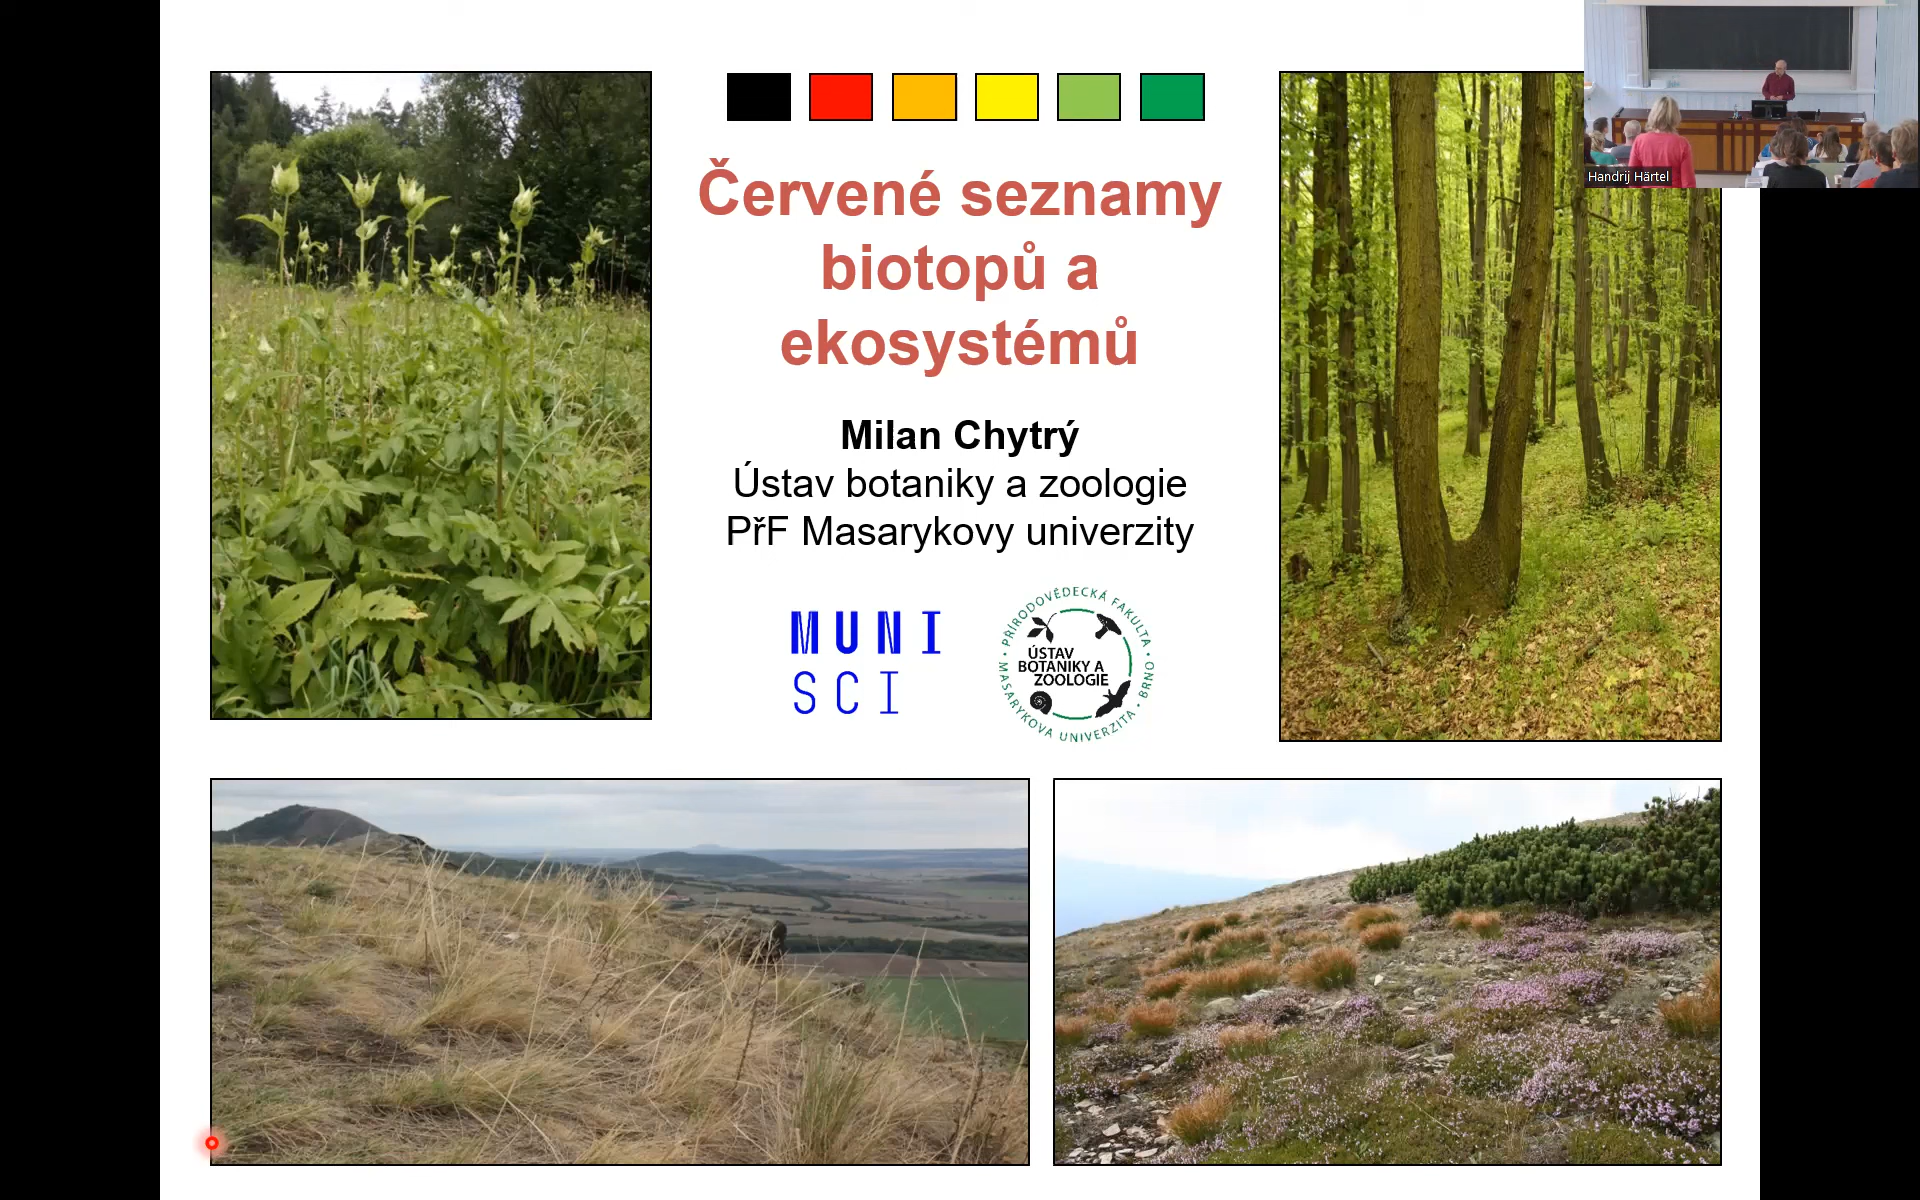 Červené seznamy
biotopů a
ekosystémů
Milan Chytrý
Ústav botaniky a zoologie
PřF Masarykovy univerzity
MUNI
SCI
PŘÍRODOVĚDECKÁ FAKULTA • MASARYKOVA UNIVERZITA • BRNO •
ÚSTAV
BOTANIKY A
ZOOLOGIE
Handrij Härtel